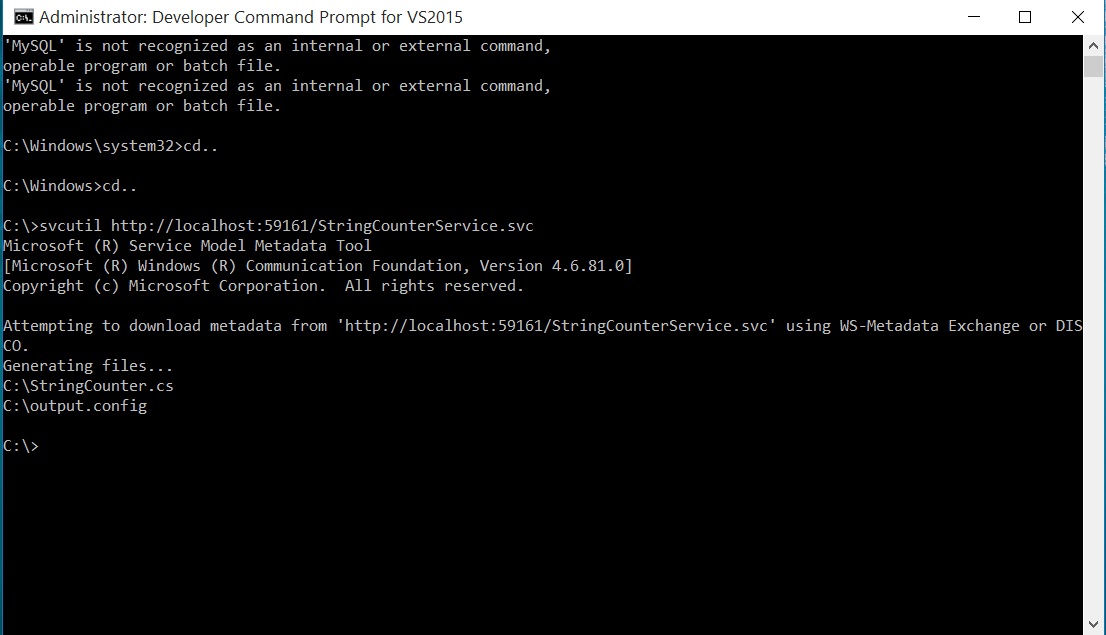 Administrator: Developer Command Prompt for VS2015
'MySQL' is not recognized as an internal or external command,
operable program or batch file.
'MySQL' is not recognized as an internal or external command,
operable program or batch file.
C:\Windows\system32>cd..
C:\Windows>cd..
C:\>svcutil http://localhost:59161/StringCounterService.svc
Microsoft (R) Service Model Metadata Tool
[Microsoft (R) Windows (R) Communication Foundation, Version 4.6.81.0]
Copyright (c) Microsoft Corporation.  All rights reserved.
Attempting to download metadata from 'http://localhost:59161/StringCounterService.svc' using WS-Metadata Exchange or DIS
CO.
Generating files...
C:\StringCounter.cs
C:\output.config
C:\>